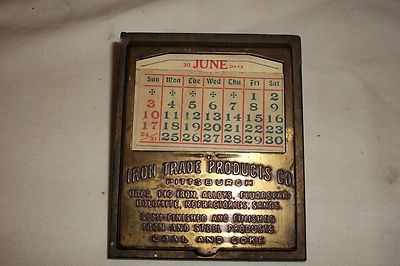 30 JUNE DAYS
Sun Mon Tue Wed Thu Fri Sat
1 2
3 4 5 6 7 8 9
10 11 12 13 14 15 16
17 18 19 20 21 22 23
24/31 25 26 27 28 29 30
IRON TRADE PRODUCTS CO.
PITTSBURGH
ORES, PIG IRON, ALLOYS, FLUORSPAR
DOLOMITE, REFRACTORIES, SANDS.
SEMI-FINISHED AND FINISHED
IRON AND STEEL PRODUCTS.
COAL AND COKE